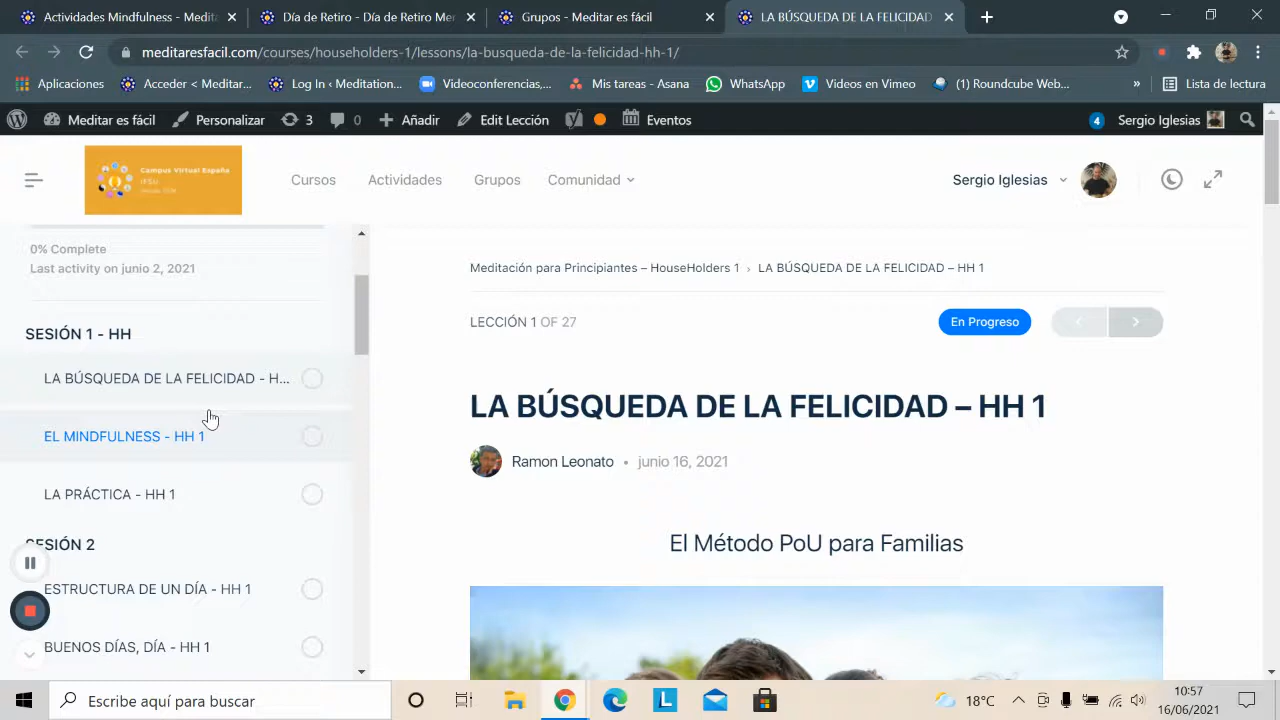 Actividades Mindfulness - Meditar
Día de Retiro - Día de Retiro Me
Grupos - Meditar es fácil
LA BÚSQUEDA DE LA FELICIDAD
meditaresfacil.com/courses/householders-1/lessons/la-busqueda-de-la-felicidad-hh-1/
Aplicaciones
Acceder < Meditar...
Log In ‹ Meditation...
Videoconferencias,...
Mis tareas - Asana
WhatsApp
Videos en Vimeo
(1) Roundcube Web...
»
Lista de lectura
Meditar es fácil
Personalizar
3
0
Añadir
Editar Lección
Eventos
4
Sergio Iglesias
Campus Virtual España
IFSU
Cursos
Actividades
Grupos
Comunidad
Sergio Iglesias
0% Complete
Last activity on junio 2, 2021
SESIÓN 1 - HH
LA BÚSQUEDA DE LA FELICIDAD - H...
EL MINDFULNESS - HH 1
LA PRÁCTICA - HH 1
SESIÓN 2
ESTRUCTURA DE UN DÍA - HH 1
BUENOS DÍAS, DÍA - HH 1
Meditación para Principiantes – HouseHolders 1 › LA BÚSQUEDA DE LA FELICIDAD – HH 1
LECCIÓN 1 OF 27
En Progreso
LA BÚSQUEDA DE LA FELICIDAD – HH 1
Ramon Leonato • junio 16, 2021
El Método PoU para Familias
Escribe aquí para buscar
18°C
10:57
16/06/2021